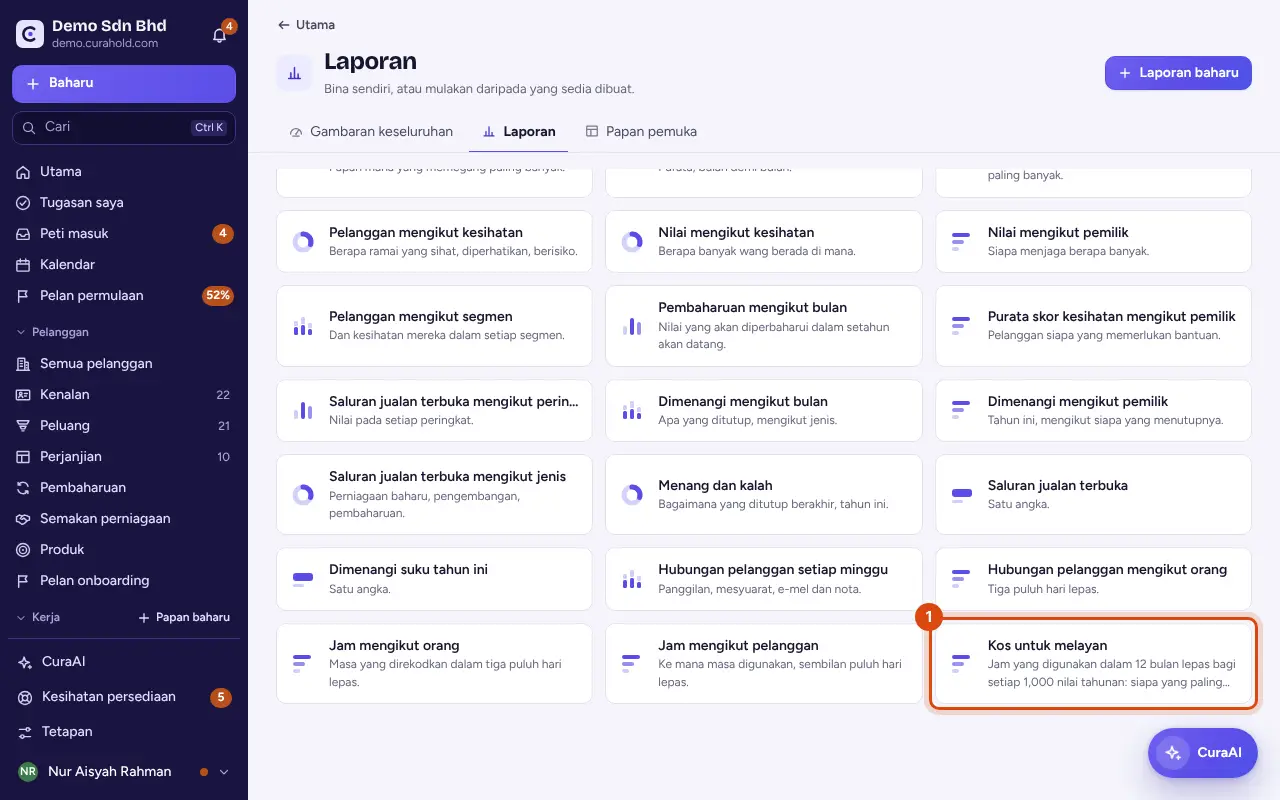 Demo Sdn Bhd
demo.curahold.com
4
Baharu
Cari
Ctrl K
Utama
Tugasan saya
Peti masuk
4
Kalendar
Pelan permulaan
52%
Pelanggan
Semua pelanggan
Kenalan
22
Peluang
21
Perjanjian
10
Pembaharuan
Semakan perniagaan
Produk
Pelan onboarding
Kerja
Papan baharu
CuraAI
Kesihatan persediaan
5
Tetapan
NR
Nur Aisyah Rahman
Utama
Laporan
Bina sendiri, atau mulakan daripada yang sedia dibuat.
Laporan baharu
Gambaran keseluruhan
Laporan
Papan pemuka
Papan mana yang memegang paling banyak.
Purata, bulan demi bulan.
paling banyak.
Pelanggan mengikut kesihatan
Berapa ramai yang sihat, diperhatikan, berisiko.
Nilai mengikut kesihatan
Berapa banyak wang berada di mana.
Nilai mengikut pemilik
Siapa menjaga berapa banyak.
Pelanggan mengikut segmen
Dan kesihatan mereka dalam setiap segmen.
Pembaharuan mengikut bulan
Nilai yang akan diperbaharui dalam setahun
akan datang.
Purata skor kesihatan mengikut pemilik
Pelanggan siapa yang memerlukan bantuan.
Saluran jualan terbuka mengikut perin...
Nilai pada setiap peringkat.
Dimenangi mengikut bulan
Apa yang ditutup, mengikut jenis.
Dimenangi mengikut pemilik
Tahun ini, mengikut siapa yang menutupnya.
Saluran jualan terbuka mengikut jenis
Perniagaan baharu, pengembangan,
pembaharuan.
Menang dan kalah
Bagaimana yang ditutup berakhir, tahun ini.
Saluran jualan terbuka
Satu angka.
Dimenangi suku tahun ini
Satu angka.
Hubungan pelanggan setiap minggu
Panggilan, mesyuarat, e-mel dan nota.
Hubungan pelanggan mengikut orang
Tiga puluh hari lepas.
1
Jam mengikut orang
Masa yang direkodkan dalam tiga puluh hari
lepas.
Jam mengikut pelanggan
Ke mana masa digunakan, sembilan puluh hari
lepas.
Kos untuk melayan
Jam yang digunakan dalam 12 bulan lepas bagi
setiap 1,000 nilai tahunan: siapa yang paling...
CuraAI